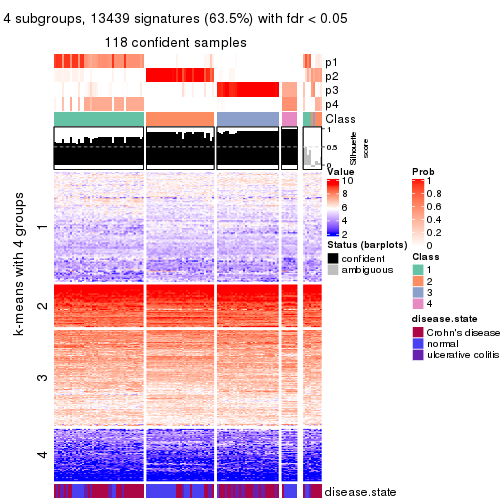 4 subgroups, 13439 signatures (63.5%) with fdr < 0.05
118 confident samples
p1
p2
p3
p4
Class
1
0.5
0
Silhouette
score
k-means with 4 groups
1
2
3
4
disease.state
Value
10
8
6
4
2
Status (barplots)
confident
ambiguous
Prob
1
0.8
0.6
0.4
0.2
0
Class
1
2
3
4
disease.state
Crohn's disease
normal
ulcerative colitis